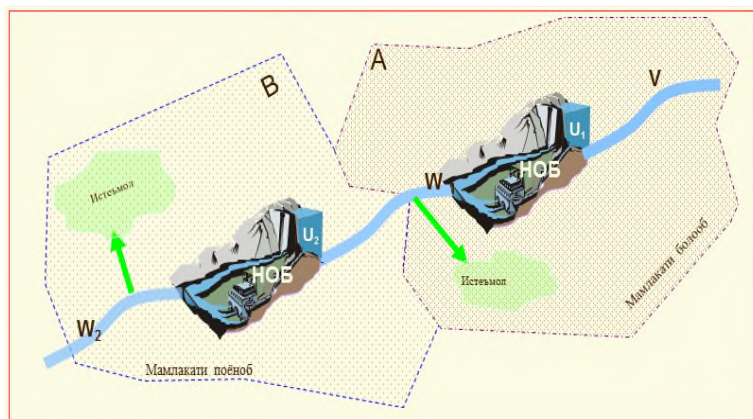 A
B
V
U₁
НОБ
W
Истеъмол
U₂
НОБ
Истеъмол
Мамлакати болооб
W₂
Мамлакати поёноб